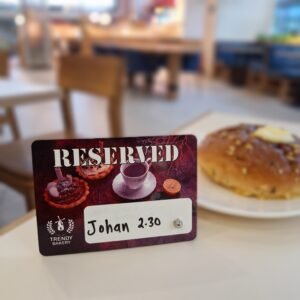 RESERVED
Johan 2.30
TRENDY
BAKERY